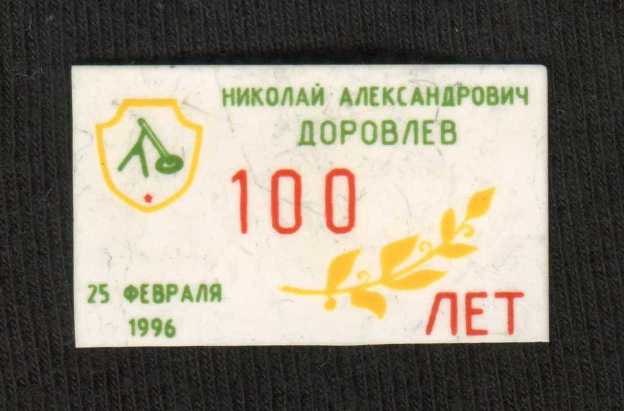 НИКОЛАЙ АЛЕКСАНДРОВИЧ
ДОРОВЛЕВ
100
ЛЕТ
25 ФЕВРАЛЯ
1996